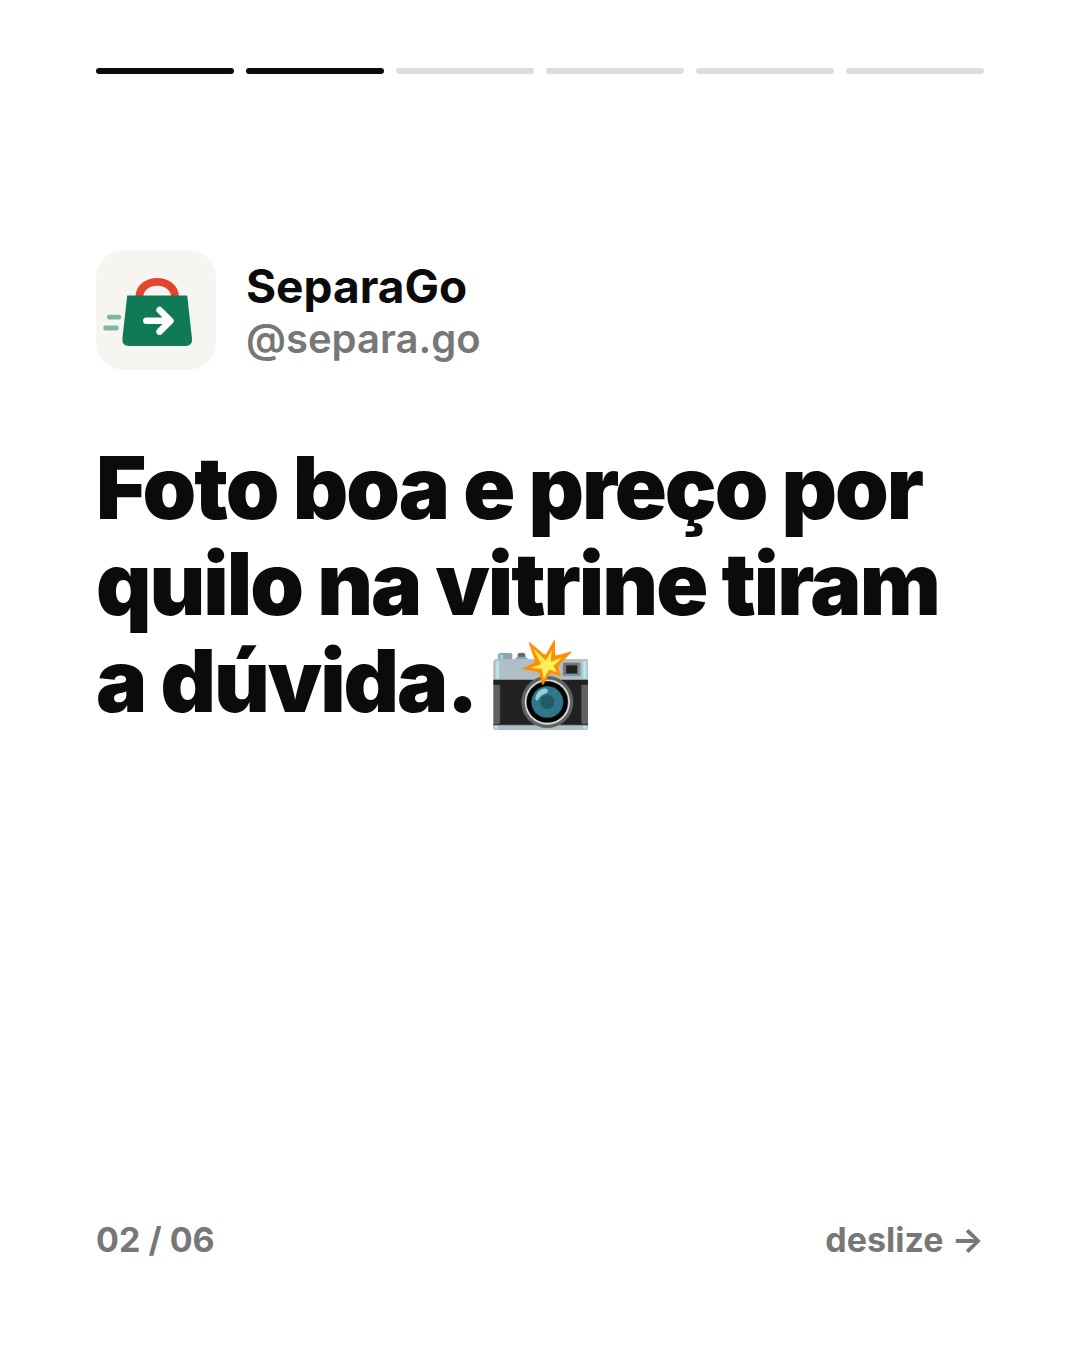 SeparaGo
@separa.go
Foto boa e preço por
quilo na vitrine tiram
a dúvida. 📸
02 / 06
deslize →